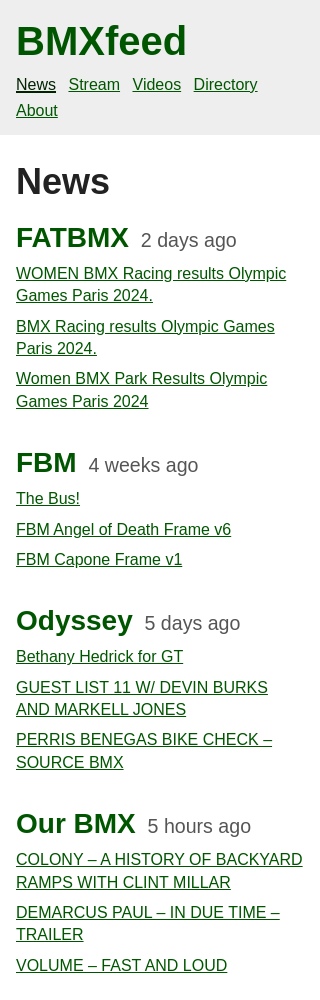 BMXfeed
News Stream Videos Directory
About
News
FATBMX 2 days ago
WOMEN BMX Racing results Olympic
Games Paris 2024.
BMX Racing results Olympic Games
Paris 2024.
Women BMX Park Results Olympic
Games Paris 2024
FBM 4 weeks ago
The Bus!
FBM Angel of Death Frame v6
FBM Capone Frame v1
Odyssey 5 days ago
Bethany Hedrick for GT
GUEST LIST 11 W/ DEVIN BURKS
AND MARKELL JONES
PERRIS BENEGAS BIKE CHECK –
SOURCE BMX
Our BMX 5 hours ago
COLONY – A HISTORY OF BACKYARD
RAMPS WITH CLINT MILLAR
DEMARCUS PAUL – IN DUE TIME –
TRAILER
VOLUME – FAST AND LOUD